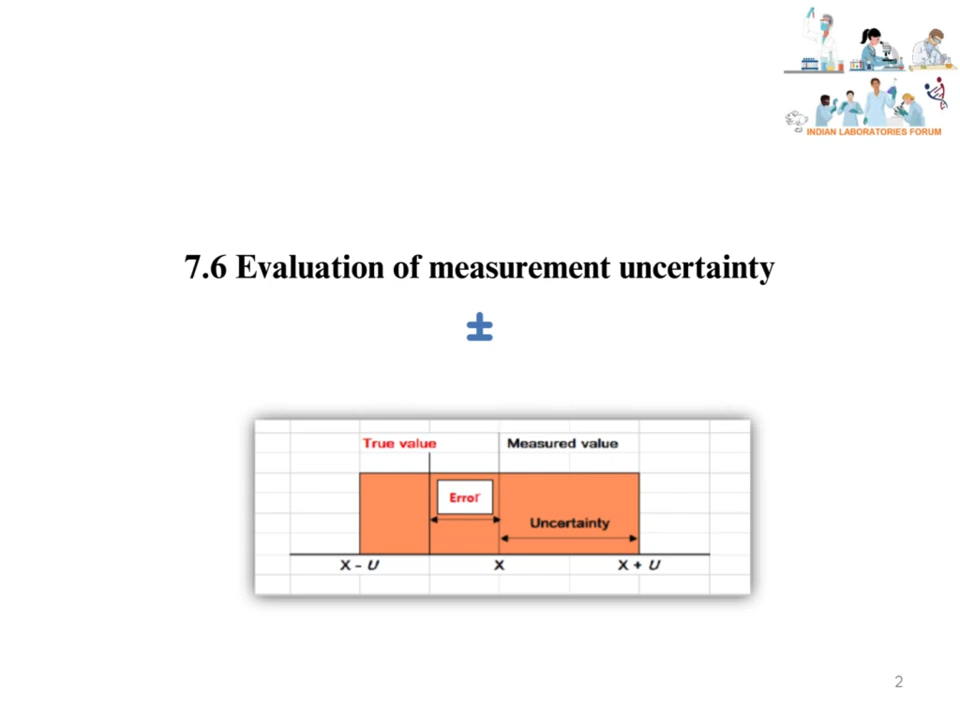 INDIAN LABORATORIES FORUM
7.6 Evaluation of measurement uncertainty
±
True value
Measured value
Error
Uncertainty
X - U
X
X + U
2